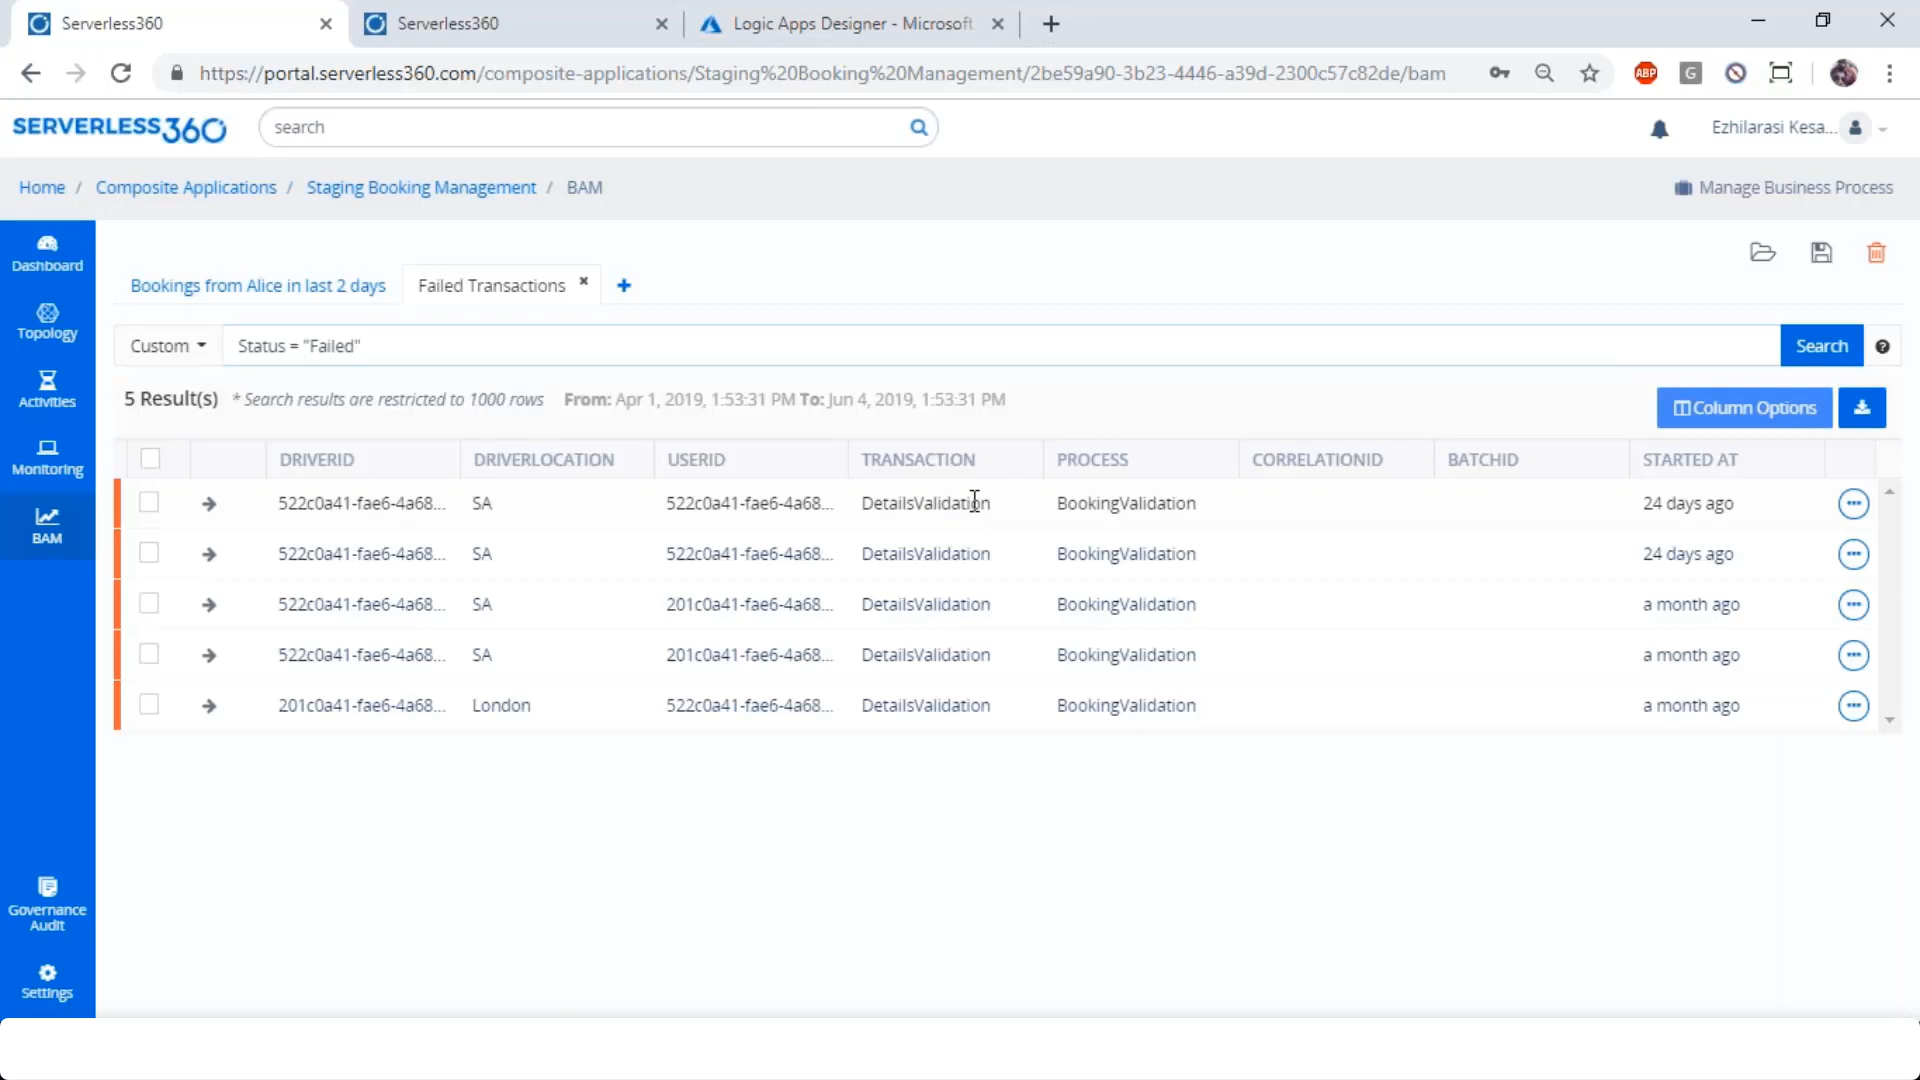 Serverless360
Serverless360
Logic Apps Designer - Microsoft
https://portal.serverless360.com/composite-applications/Staging%20Booking%20Management/2be59a90-3b23-4446-a39d-2300c57c82de/bam
ABP
G
SERVERLESS360
search
Ezhilarasi Kesa...
Home / Composite Applications / Staging Booking Management / BAM
Manage Business Process
Dashboard
Topology
Activities
Monitoring
BAM
Governance
Audit
Settings
Bookings from Alice in last 2 days
Failed Transactions
Custom
Status = "Failed"
Search
5 Result(s) * Search results are restricted to 1000 rows From: Apr 1, 2019, 1:53:31 PM To: Jun 4, 2019, 1:53:31 PM
Column Options
DRIVERID DRIVERLOCATION USERID TRANSACTION PROCESS CORRELATIONID BATCHID STARTED AT
522c0a41-fae6-4a68... SA 522c0a41-fae6-4a68... DetailsValidation BookingValidation 24 days ago
522c0a41-fae6-4a68... SA 522c0a41-fae6-4a68... DetailsValidation BookingValidation 24 days ago
522c0a41-fae6-4a68... SA 201c0a41-fae6-4a68... DetailsValidation BookingValidation a month ago
522c0a41-fae6-4a68... SA 201c0a41-fae6-4a68... DetailsValidation BookingValidation a month ago
201c0a41-fae6-4a68... London 522c0a41-fae6-4a68... DetailsValidation BookingValidation a month ago